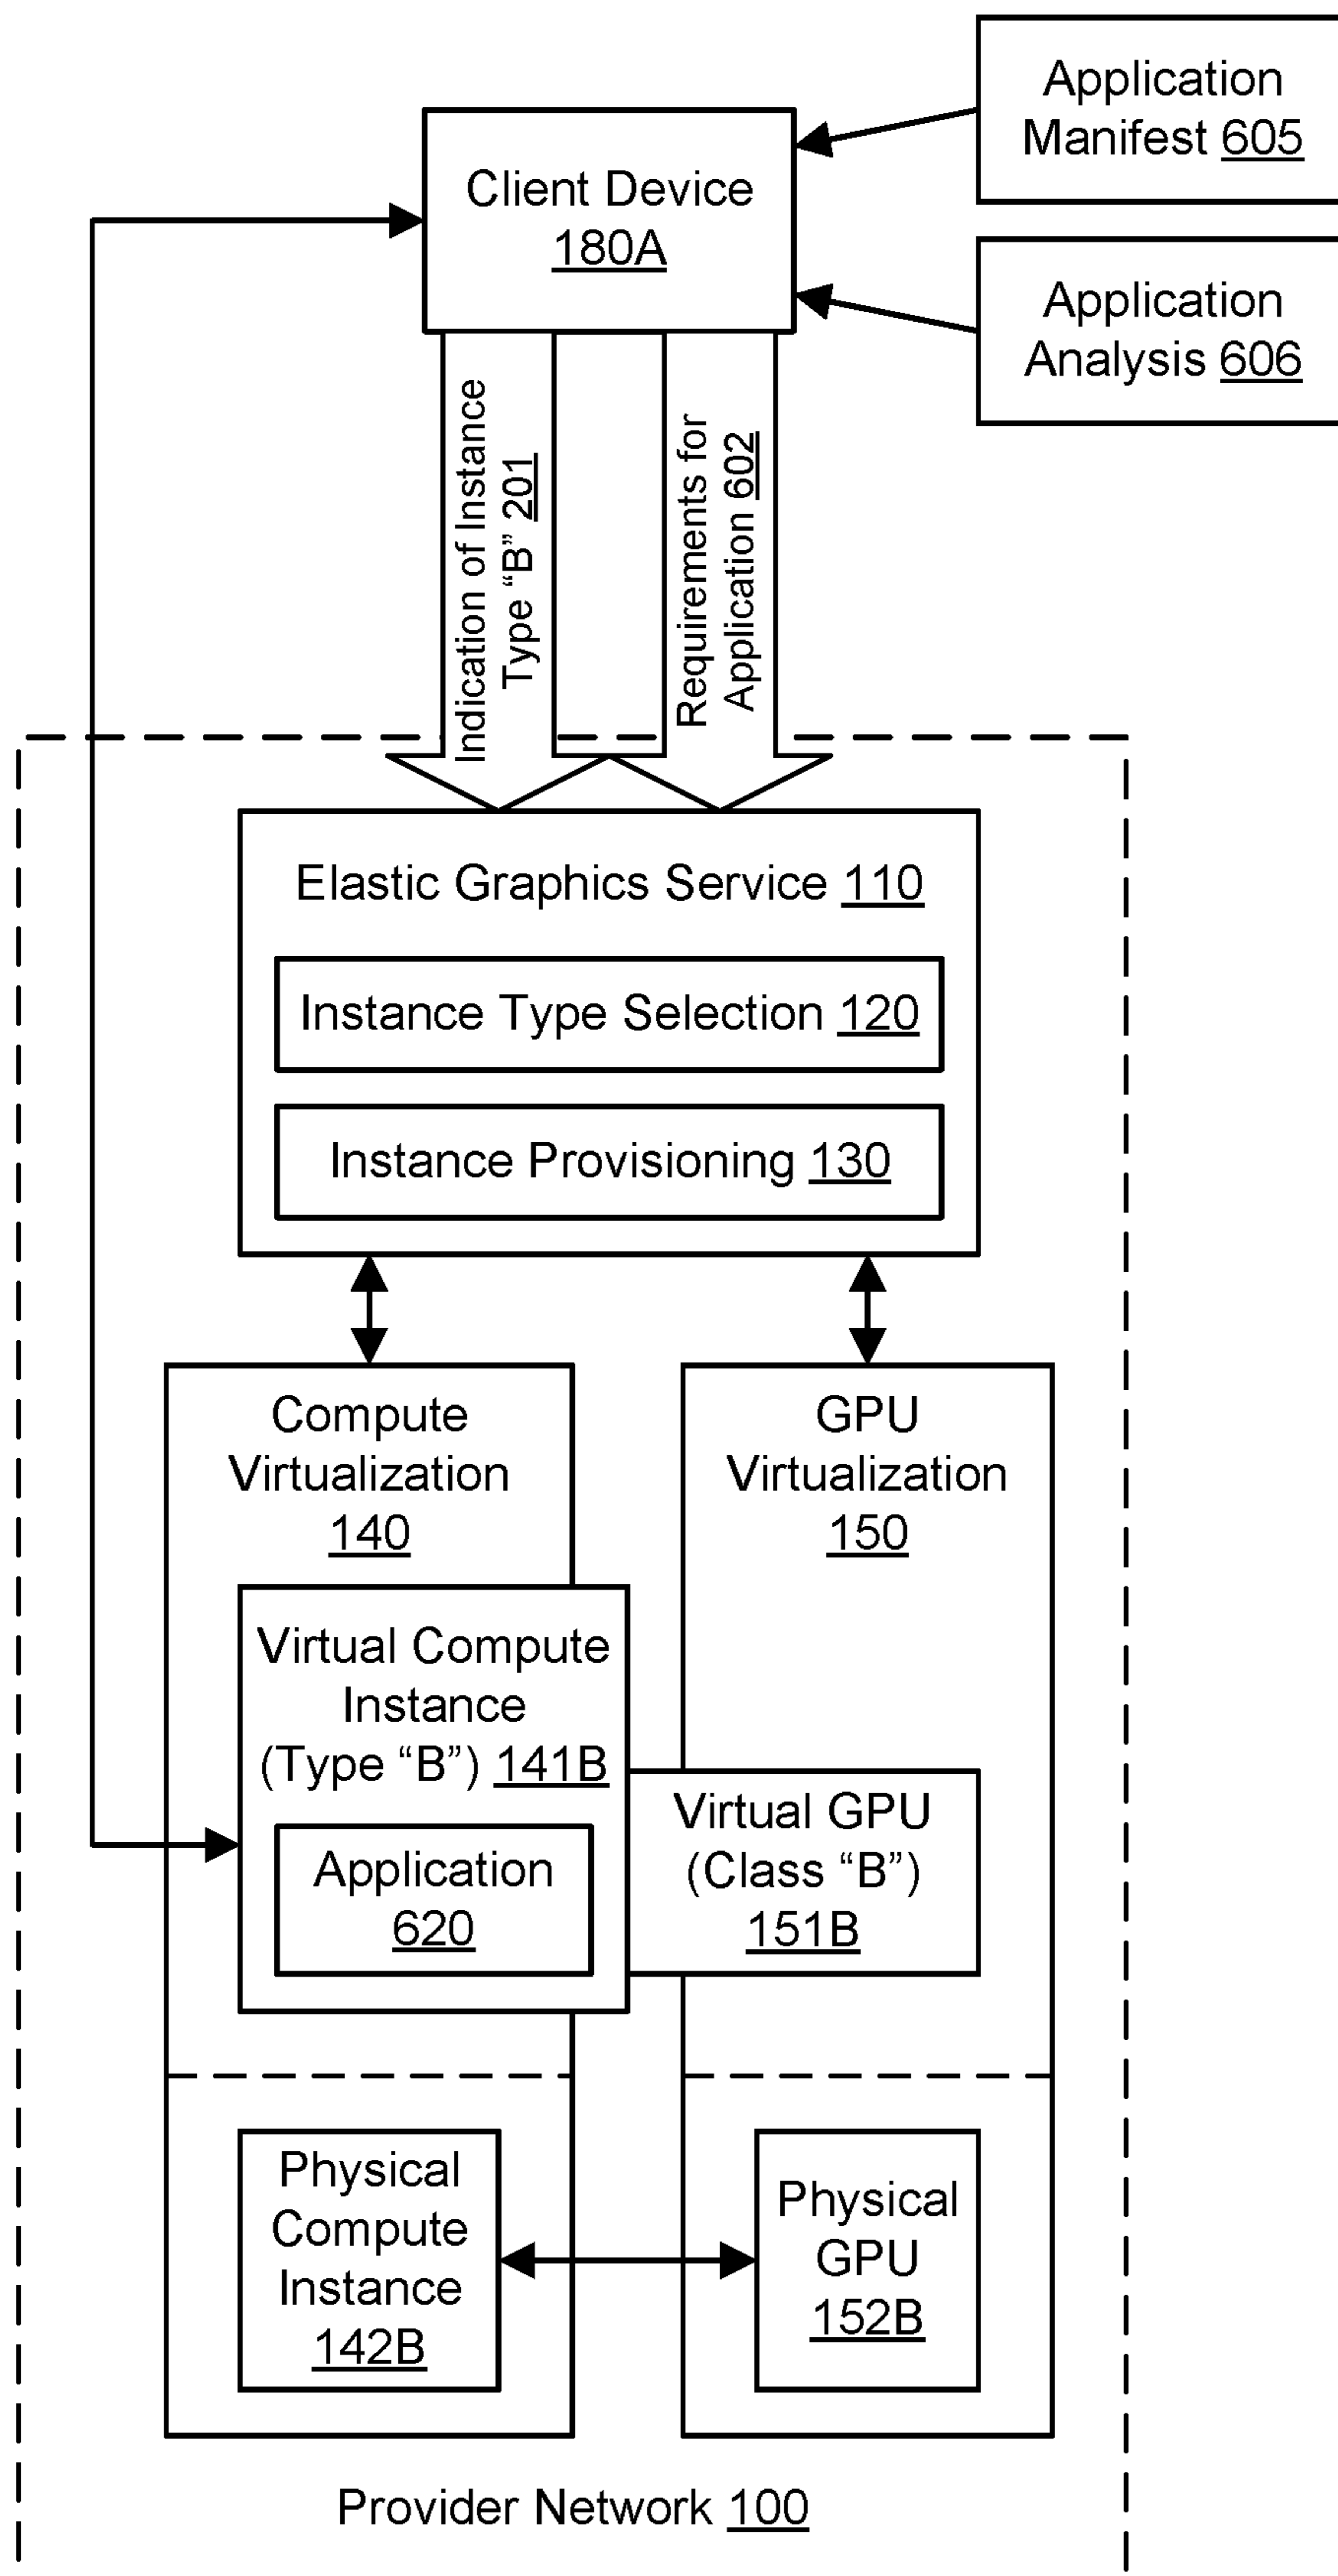 Application
Manifest 605
Client Device
180A
Application
Analysis 606
Indication of Instance
Type “B” 201
Requirements for
Application 602
Elastic Graphics Service 110
Instance Type Selection 120
Instance Provisioning 130
Compute
Virtualization
140
GPU
Virtualization
150
Virtual Compute
Instance
(Type “B”) 141B
Application
620
Virtual GPU
(Class “B”)
151B
Physical
Compute
Instance
142B
Physical
GPU
152B
Provider Network 100